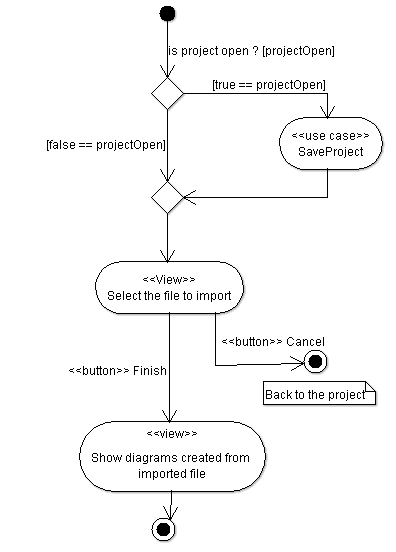 is project open ? [projectOpen]
[true == projectOpen]
<<use case>>
SaveProject
[false == projectOpen]
<<View>>
Select the file to import
<<button>> Cancel
<<button>> Finish
Back to the project
<<view>>
Show diagrams created from
imported file